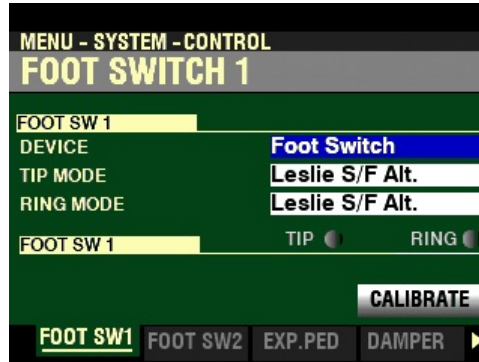 MENU - SYSTEM - CONTROL
FOOT SWITCH 1
FOOT SW 1
DEVICE Foot Switch
TIP MODE Leslie S/F Alt.
RING MODE Leslie S/F Alt.
FOOT SW 1 TIP RING
CALIBRATE
FOOT SW1 FOOT SW2 EXP.PED DAMPER